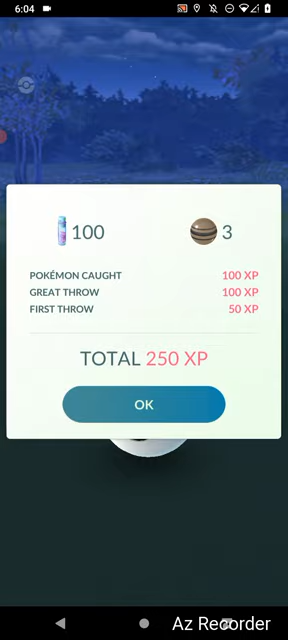 6:04
100
3
POKÉMON CAUGHT 100 XP
GREAT THROW 100 XP
FIRST THROW 50 XP
TOTAL 250 XP
OK
Az Recorder